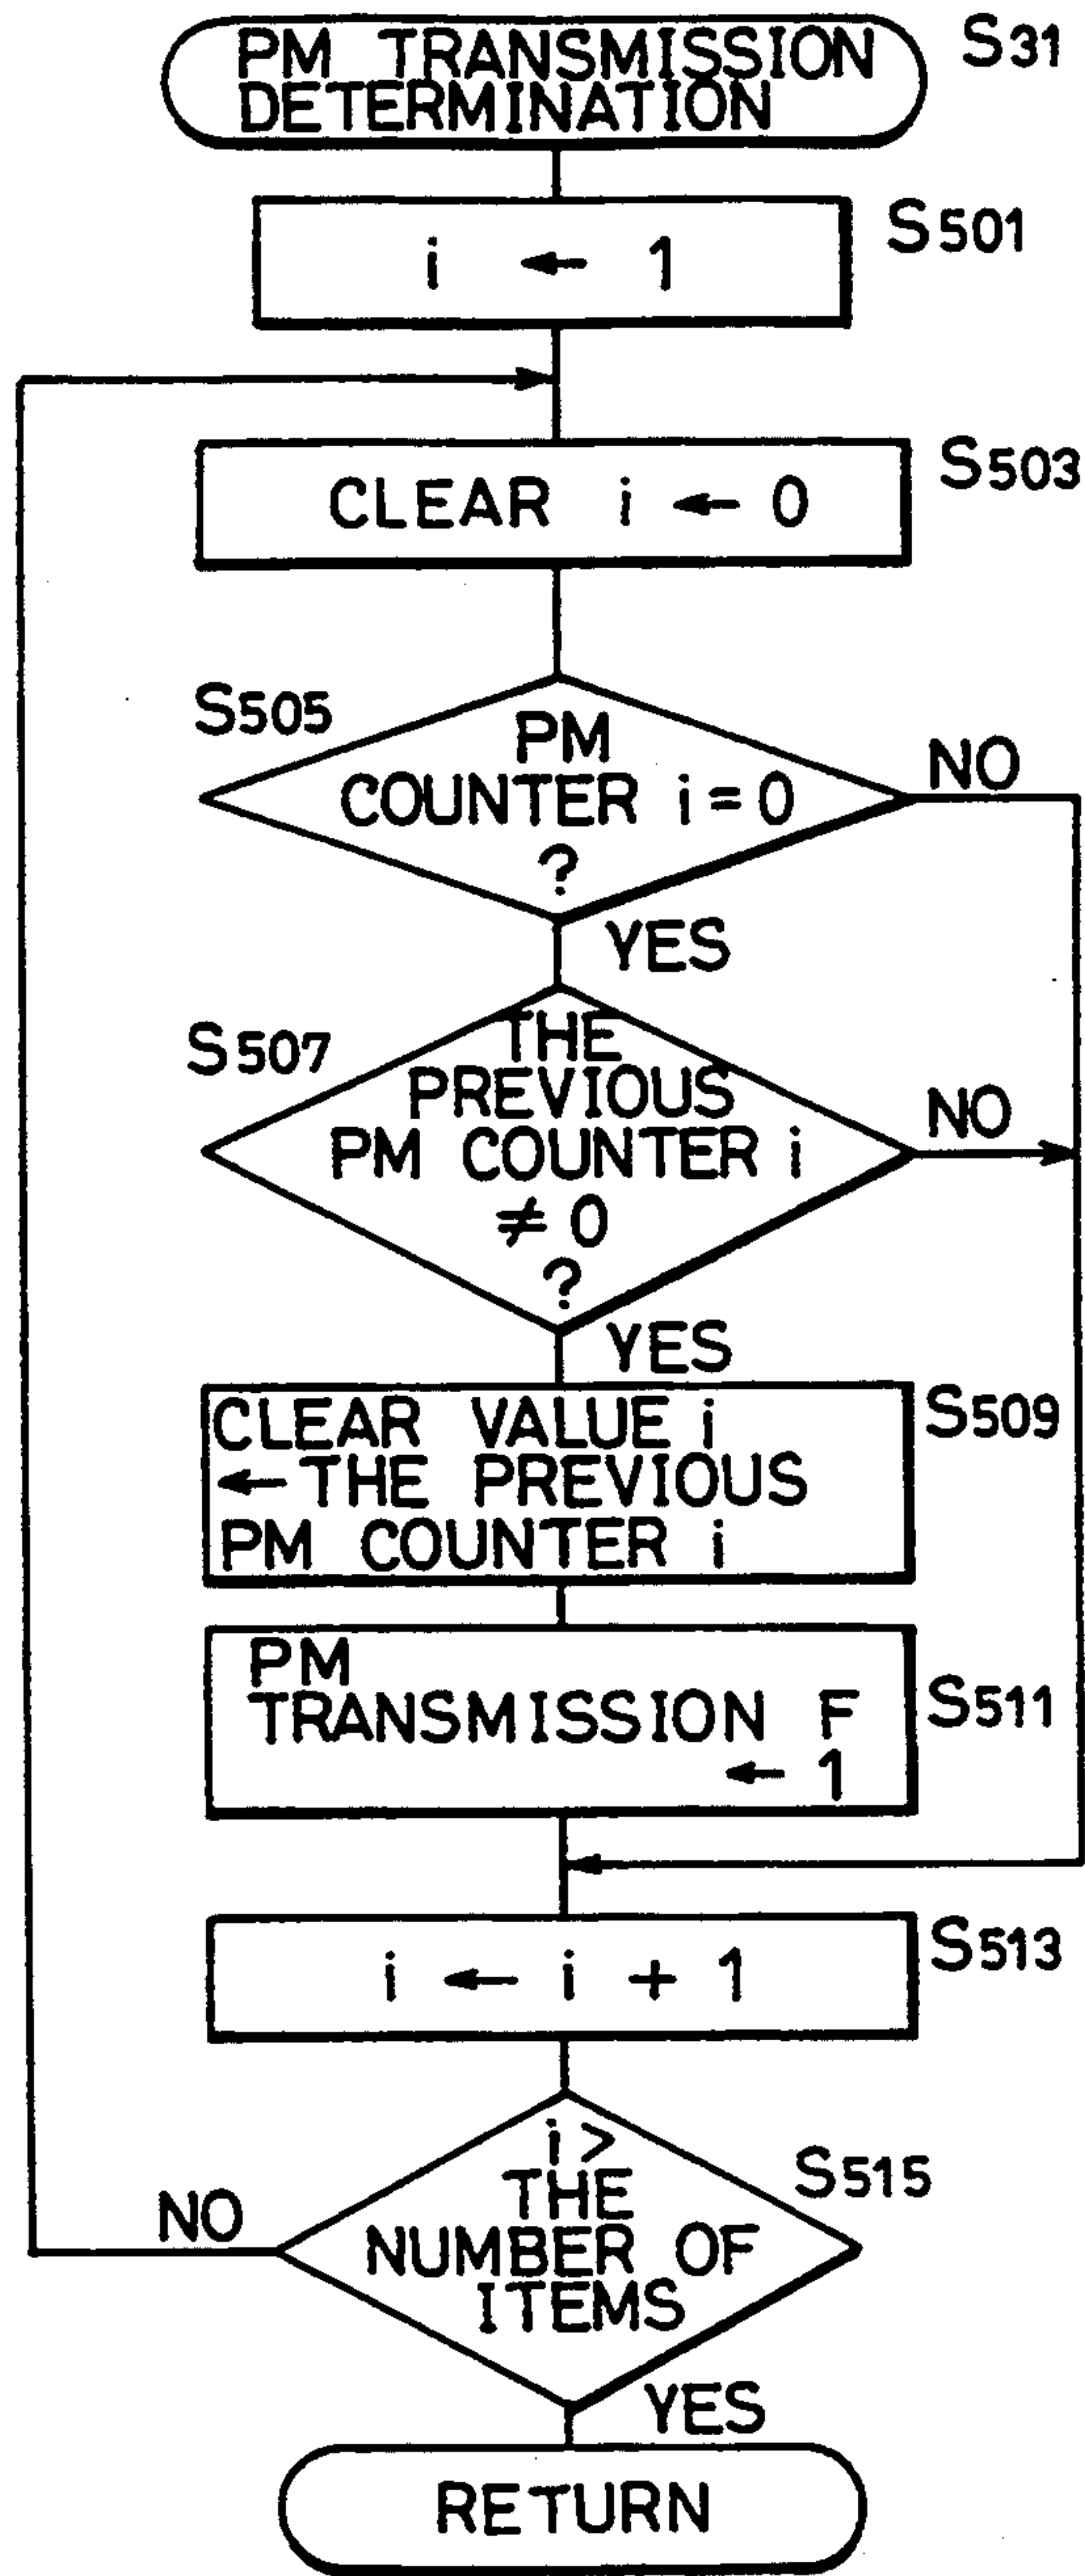 PM TRANSMISSION
DETERMINATION
S31
i ← 1
S501
CLEAR i ← 0
S503
S505
PM
COUNTER i = 0
?
NO
YES
S507
THE
PREVIOUS
PM COUNTER i
≠ 0
?
NO
YES
CLEAR VALUE i
← THE PREVIOUS
PM COUNTER i
S509
PM
TRANSMISSION F
← 1
S511
i ← i + 1
S513
i >
THE
NUMBER OF
ITEMS
S515
NO
YES
RETURN